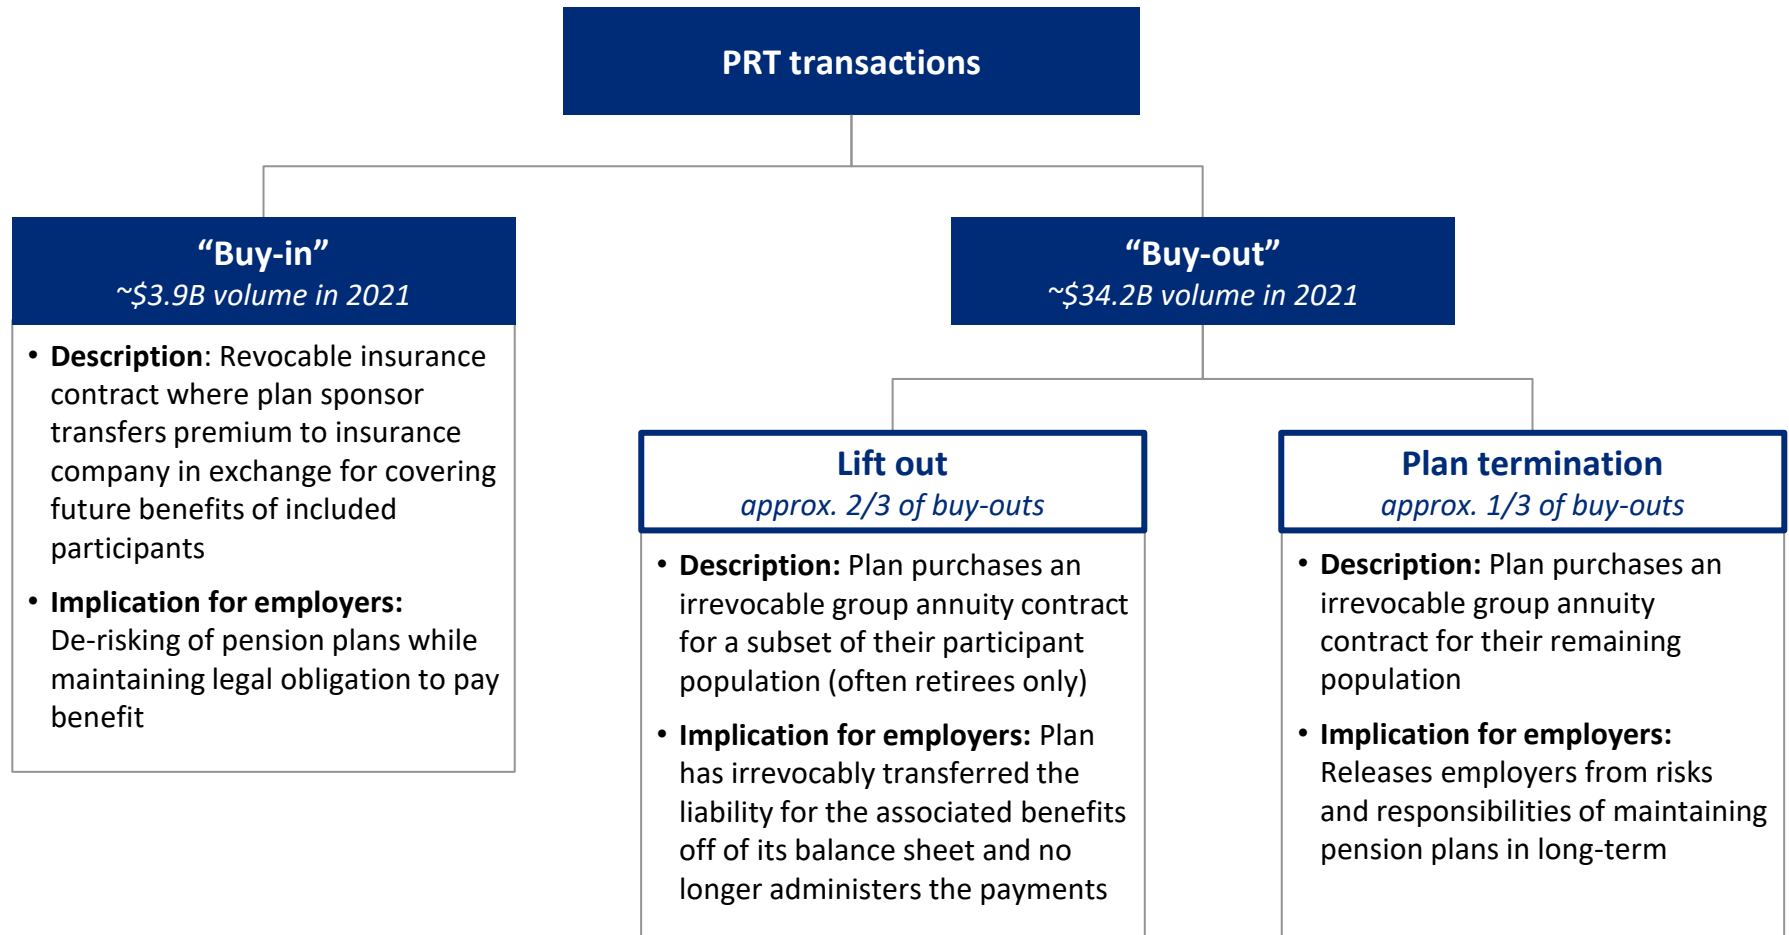 PRT transactions
“Buy-in”
~$3.9B volume in 2021
• Description: Revocable insurance
contract where plan sponsor
transfers premium to insurance
company in exchange for covering
future benefits of included
participants
• Implication for employers:
De-risking of pension plans while
maintaining legal obligation to pay
benefit
“Buy-out”
~$34.2B volume in 2021
Lift out
approx. 2/3 of buy-outs
• Description: Plan purchases an
irrevocable group annuity contract
for a subset of their participant
population (often retirees only)
• Implication for employers: Plan
has irrevocably transferred the
liability for the associated benefits
off of its balance sheet and no
longer administers the payments
Plan termination
approx. 1/3 of buy-outs
• Description: Plan purchases an
irrevocable group annuity
contract for their remaining
population
• Implication for employers:
Releases employers from risks
and responsibilities of maintaining
pension plans in long-term